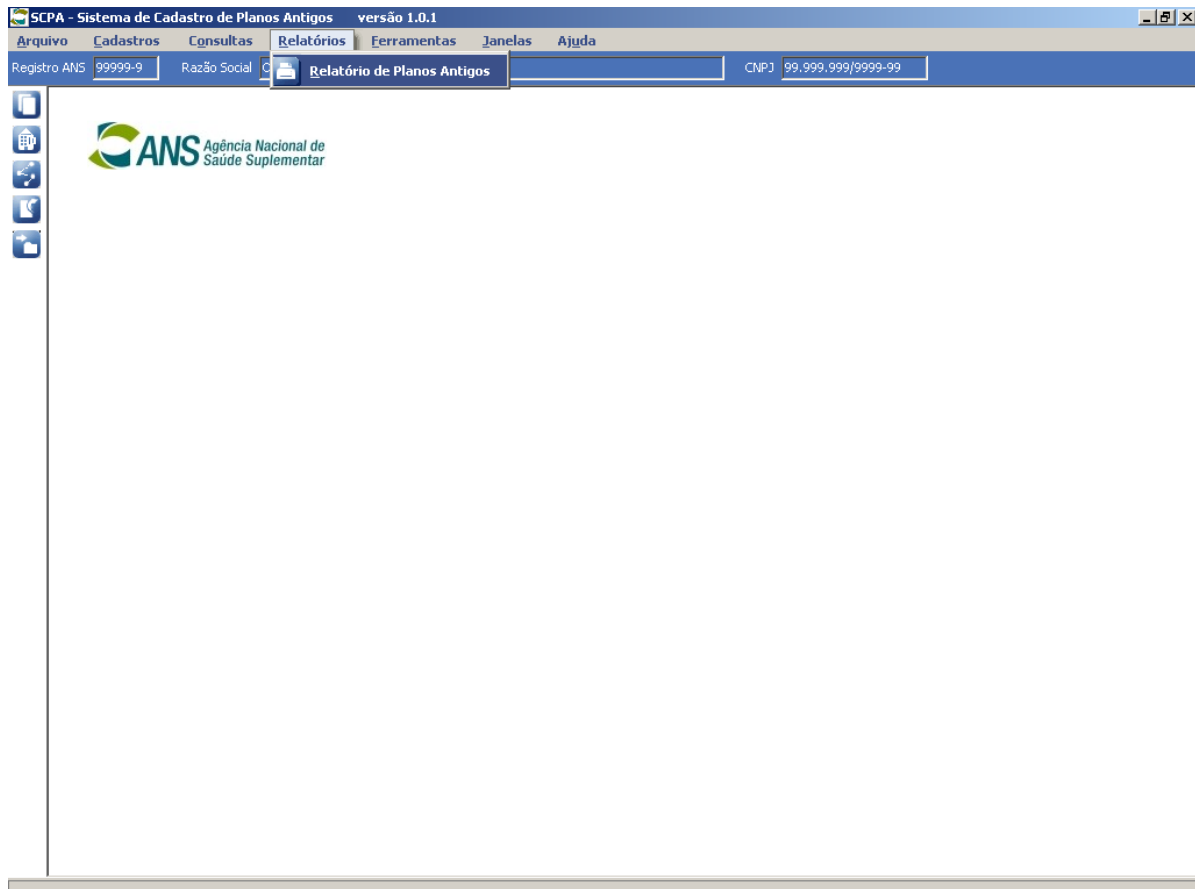 SCPA - Sistema de Cadastro de Planos Antigos versão 1.0.1
Arquivo Cadastros Consultas Relatórios Ferramentas Janelas Ajuda
Registro ANS 99999-9 Razão Social CNPJ 99.999.999/9999-99
Relatório de Planos Antigos
ANS Agência Nacional de
Saúde Suplementar